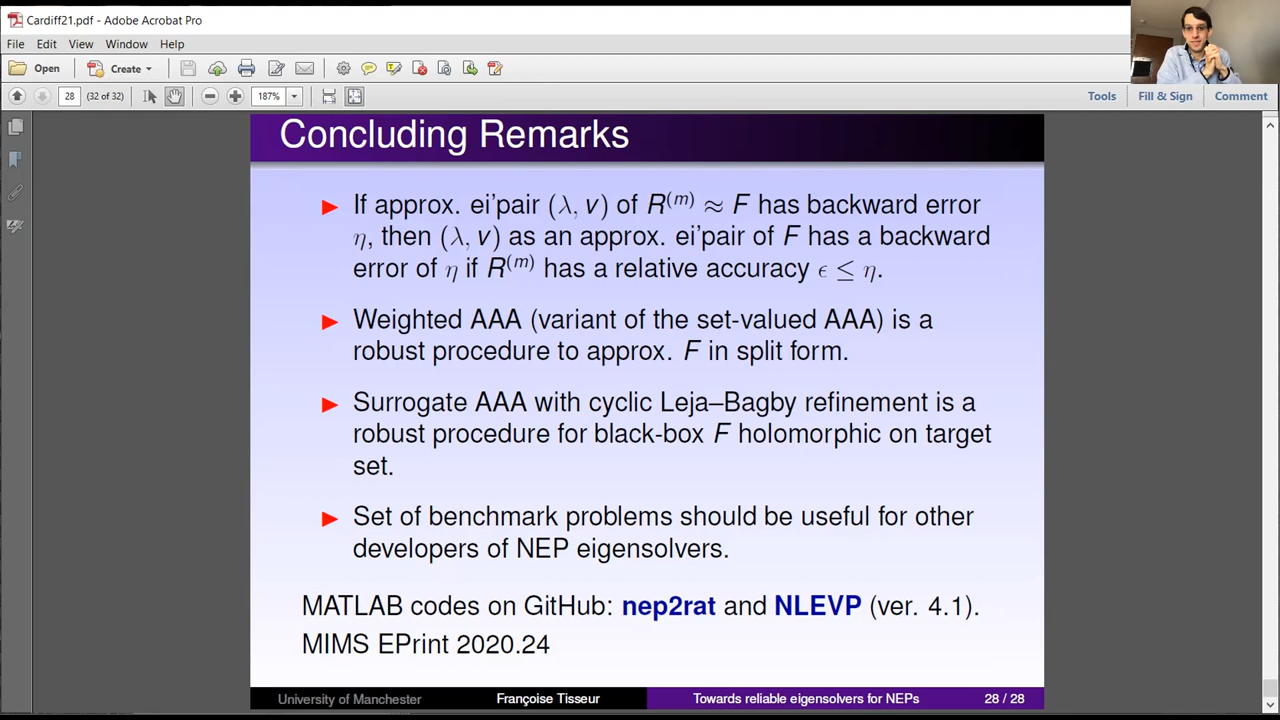 Cardiff21.pdf - Adobe Acrobat Pro
File Edit View Window Help
Open Create
28 (32 of 32) 187% Tools Fill & Sign Comment
Concluding Remarks
If approx. ei'pair (λ, v) of R^(m) ≈ F has backward error
η, then (λ, v) as an approx. ei'pair of F has a backward
error of η if R^(m) has a relative accuracy ϵ ≤ η.
Weighted AAA (variant of the set-valued AAA) is a
robust procedure to approx. F in split form.
Surrogate AAA with cyclic Leja–Bagby refinement is a
robust procedure for black-box F holomorphic on target
set.
Set of benchmark problems should be useful for other
developers of NEP eigensolvers.
MATLAB codes on GitHub: nep2rat and NLEVP (ver. 4.1).
MIMS EPrint 2020.24
University of Manchester Françoise Tisseur Towards reliable eigensolvers for NEPs 28 / 28